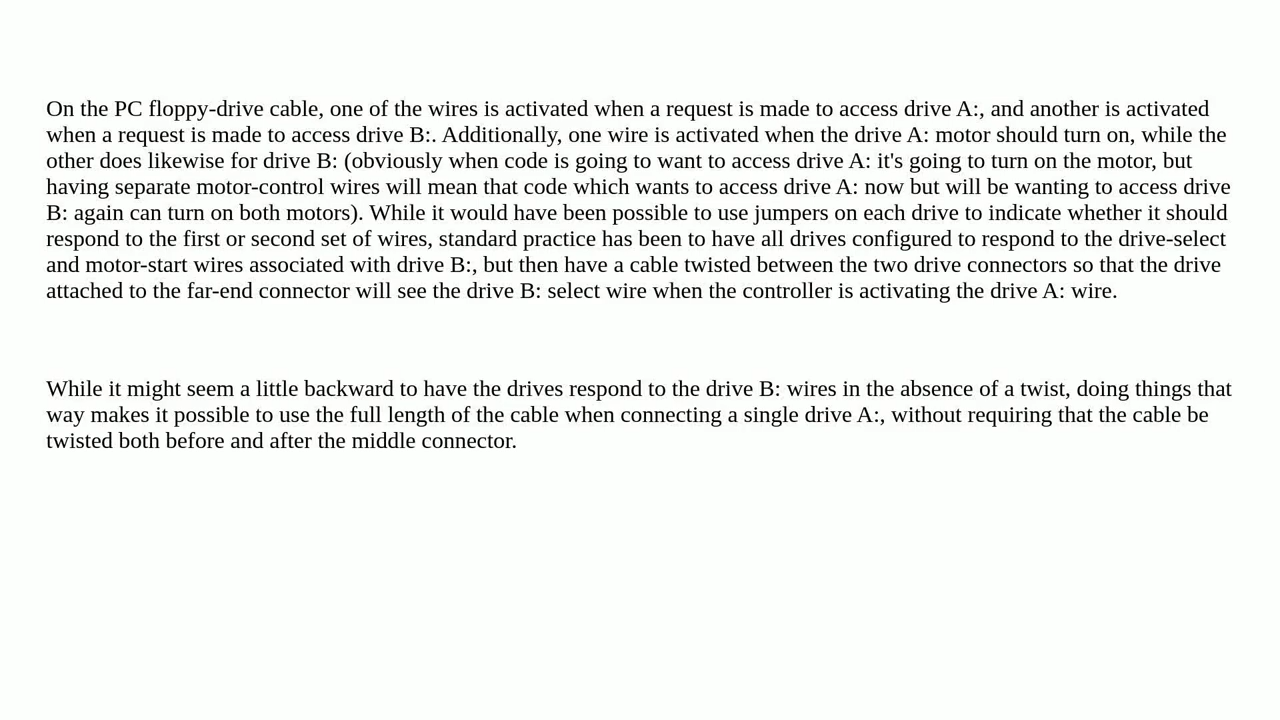 On the PC floppy-drive cable, one of the wires is activated when a request is made to access drive A:, and another is activated
when a request is made to access drive B:. Additionally, one wire is activated when the drive A: motor should turn on, while the
other does likewise for drive B: (obviously when code is going to want to access drive A: it's going to turn on the motor, but
having separate motor-control wires will mean that code which wants to access drive A: now but will be wanting to access drive
B: again can turn on both motors). While it would have been possible to use jumpers on each drive to indicate whether it should
respond to the first or second set of wires, standard practice has been to have all drives configured to respond to the drive-select
and motor-start wires associated with drive B:, but then have a cable twisted between the two drive connectors so that the drive
attached to the far-end connector will see the drive B: select wire when the controller is activating the drive A: wire.
While it might seem a little backward to have the drives respond to the drive B: wires in the absence of a twist, doing things that
way makes it possible to use the full length of the cable when connecting a single drive A:, without requiring that the cable be
twisted both before and after the middle connector.